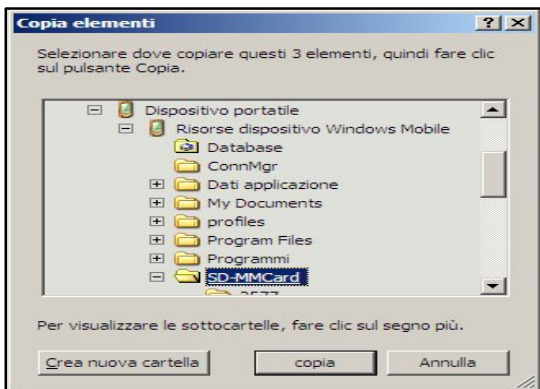 Copia elementi
Selezionare dove copiare questi 3 elementi, quindi fare clic
sul pulsante Copia.
Dispositivo portatile
Risorse dispositivo Windows Mobile
Database
ConnMgr
Dati applicazione
My Documents
profiles
Program Files
Programmi
SD-MMCard
Per visualizzare le sottocartelle, fare clic sul segno più.
Crea nuova cartella copia Annulla